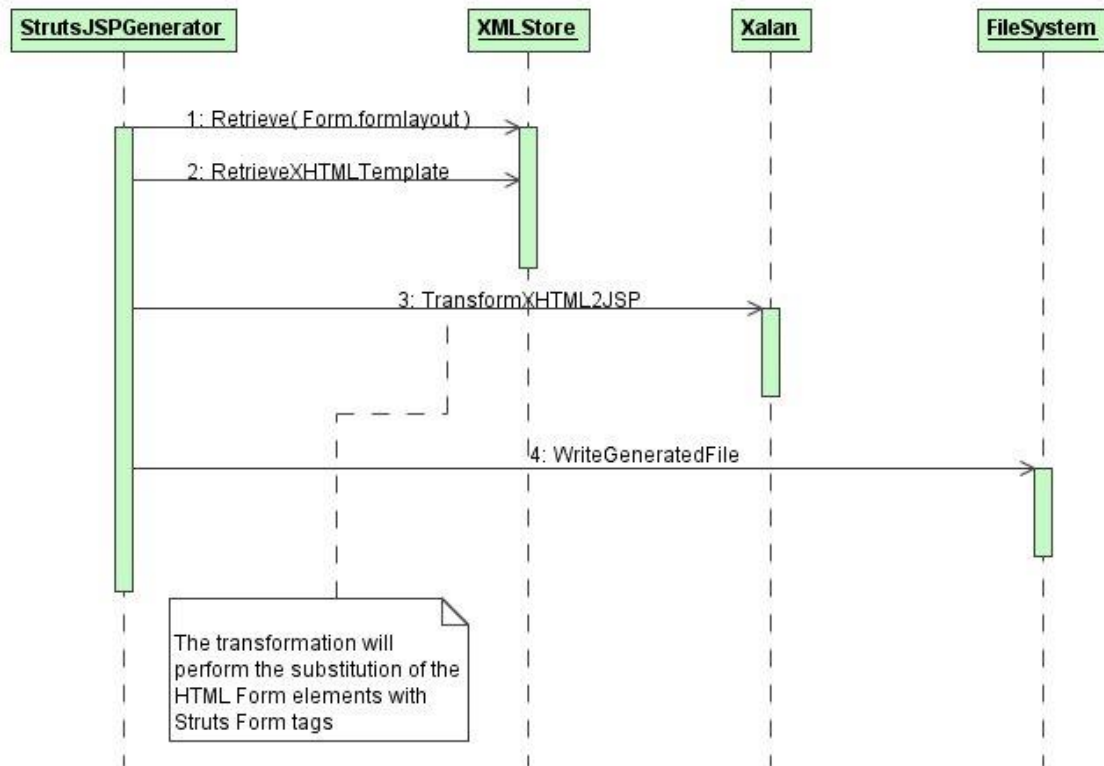 StrutsJSPGenerator
XMLStore
Xalan
FileSystem
1: Retrieve( Form.formlayout )
2: RetrieveXHTMLTemplate
3: TransformXHTML2JSP
4: WriteGeneratedFile
The transformation will
perform the substitution of the
HTML Form elements with
Struts Form tags